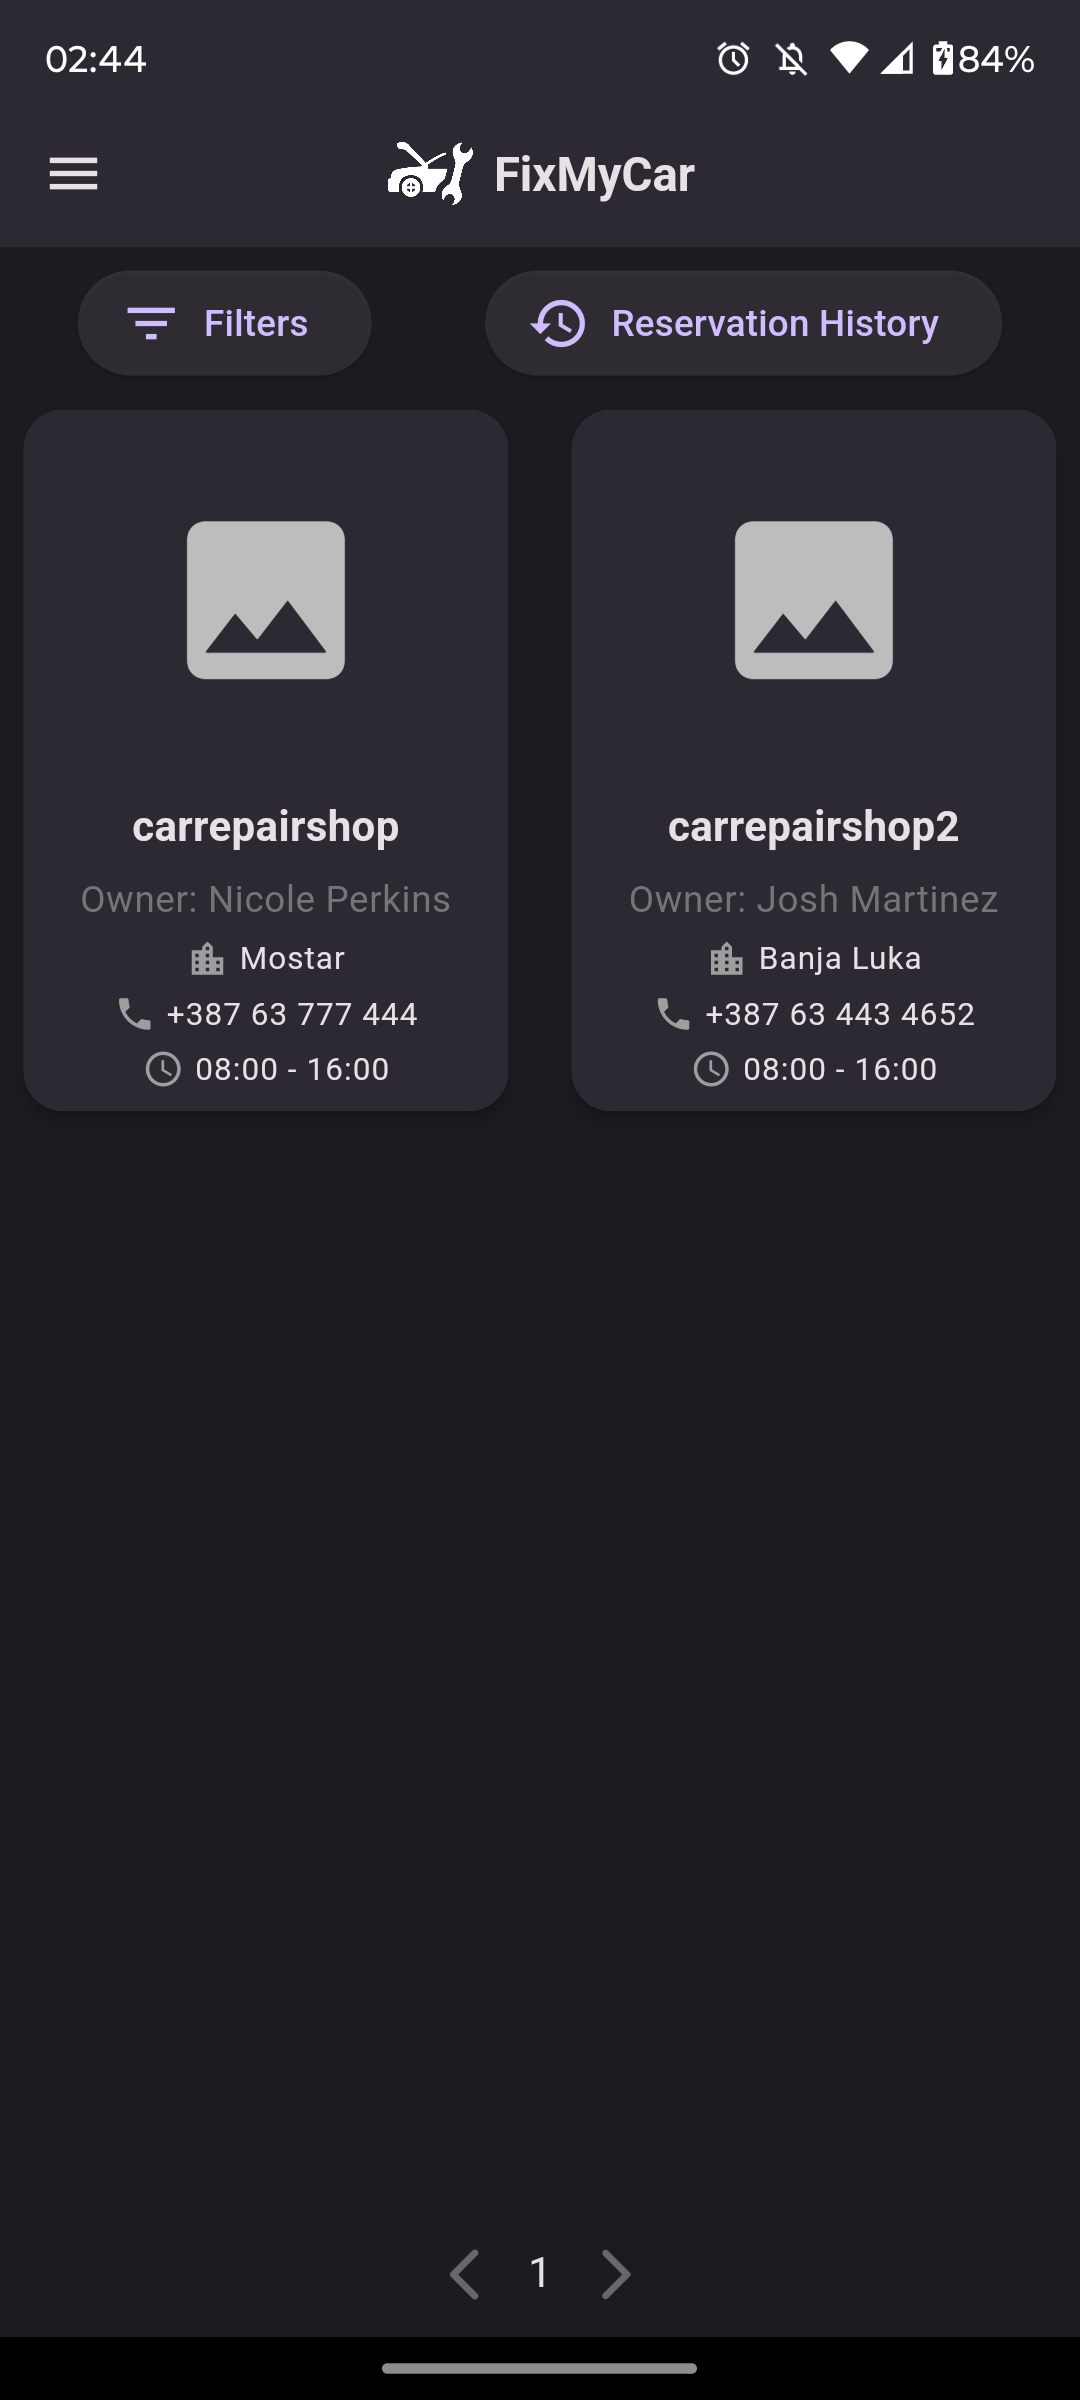 02:44
84%
FixMyCar
Filters
Reservation History
carrepairshop
Owner: Nicole Perkins
Mostar
+387 63 777 444
08:00 - 16:00
carrepairshop2
Owner: Josh Martinez
Banja Luka
+387 63 443 4652
08:00 - 16:00
1